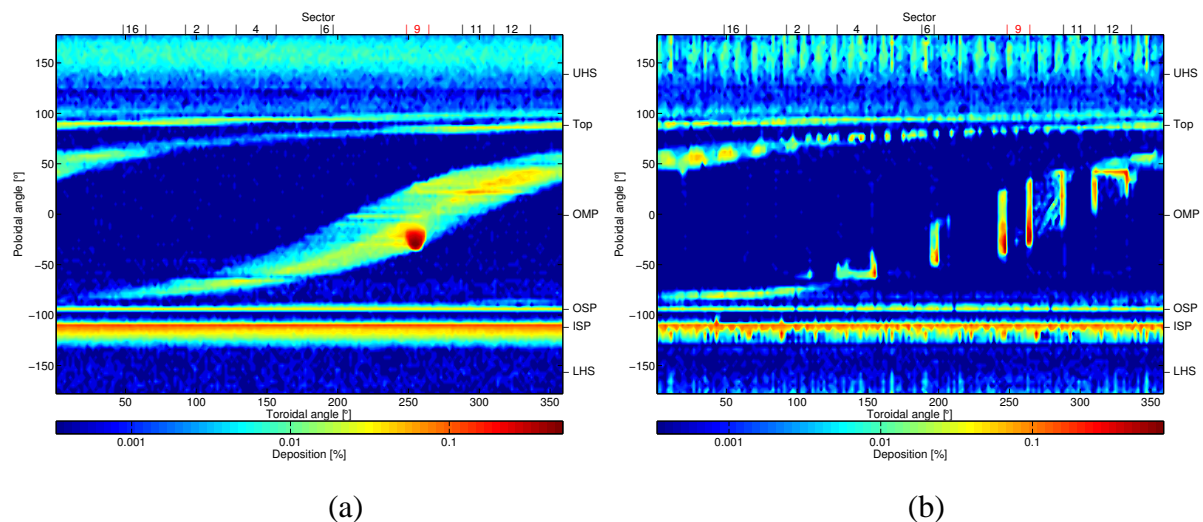 Sector
|16| |2| |4| |6| |9| |11| |12|
150
100
50
0
−50
−100
−150
Poloidal angle [°]
UHS
Top
OMP
OSP
ISP
LHS
50 100 150 200 250 300 350
Toroidal angle [°]
0.001 0.01 0.1
Deposition [%]
(a)
Sector
|16| |2| |4| |6| |9| |11| |12|
150
100
50
0
−50
−100
−150
Poloidal angle [°]
UHS
Top
OMP
OSP
ISP
LHS
50 100 150 200 250 300 350
Toroidal angle [°]
0.001 0.01 0.1
Deposition [%]
(b)